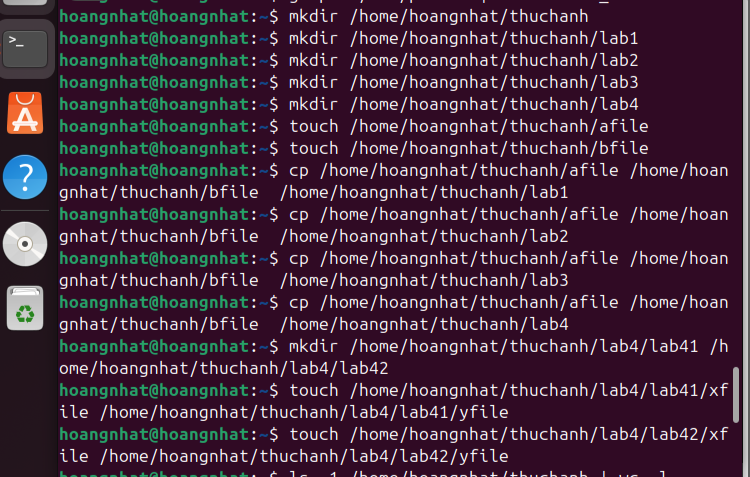 hoangnhat@hoangnhat:~$ mkdir /home/hoangnhat/thuchanh
hoangnhat@hoangnhat:~$ mkdir /home/hoangnhat/thuchanh/lab1
hoangnhat@hoangnhat:~$ mkdir /home/hoangnhat/thuchanh/lab2
hoangnhat@hoangnhat:~$ mkdir /home/hoangnhat/thuchanh/lab3
hoangnhat@hoangnhat:~$ mkdir /home/hoangnhat/thuchanh/lab4
hoangnhat@hoangnhat:~$ touch /home/hoangnhat/thuchanh/afile
hoangnhat@hoangnhat:~$ touch /home/hoangnhat/thuchanh/bfile
hoangnhat@hoangnhat:~$ cp /home/hoangnhat/thuchanh/afile /home/hoan
gnhat/thuchanh/bfile  /home/hoangnhat/thuchanh/lab1
hoangnhat@hoangnhat:~$ cp /home/hoangnhat/thuchanh/afile /home/hoan
gnhat/thuchanh/bfile  /home/hoangnhat/thuchanh/lab2
hoangnhat@hoangnhat:~$ cp /home/hoangnhat/thuchanh/afile /home/hoan
gnhat/thuchanh/bfile  /home/hoangnhat/thuchanh/lab3
hoangnhat@hoangnhat:~$ cp /home/hoangnhat/thuchanh/afile /home/hoan
gnhat/thuchanh/bfile  /home/hoangnhat/thuchanh/lab4
hoangnhat@hoangnhat:~$ mkdir /home/hoangnhat/thuchanh/lab4/lab41 /h
ome/hoangnhat/thuchanh/lab4/lab42
hoangnhat@hoangnhat:~$ touch /home/hoangnhat/thuchanh/lab4/lab41/xf
ile /home/hoangnhat/thuchanh/lab4/lab41/yfile
hoangnhat@hoangnhat:~$ touch /home/hoangnhat/thuchanh/lab4/lab42/xf
ile /home/hoangnhat/thuchanh/lab4/lab42/yfile
hoangnhat@hoangnhat:~$ /home/hoangnhat/thuchanh